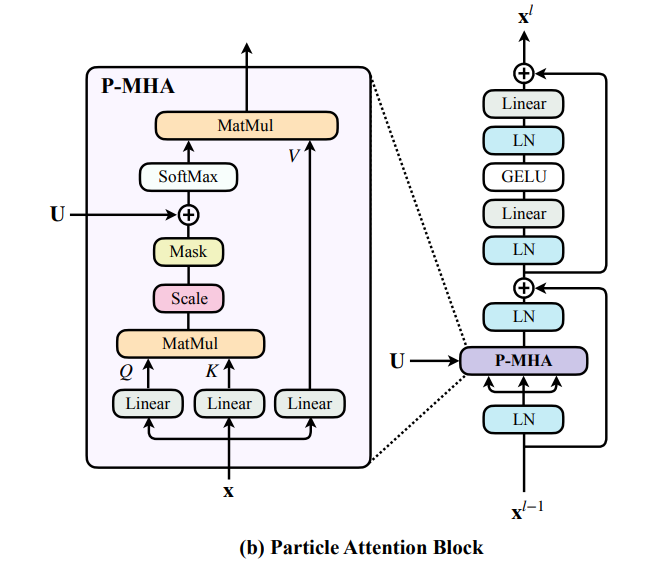 P-MHA
MatMul
V
SoftMax
U
Mask
Scale
MatMul
Q
K
Linear
Linear
Linear
x
x^l
Linear
LN
GELU
Linear
LN
LN
U
P-MHA
LN
x^{l-1}
(b) Particle Attention Block